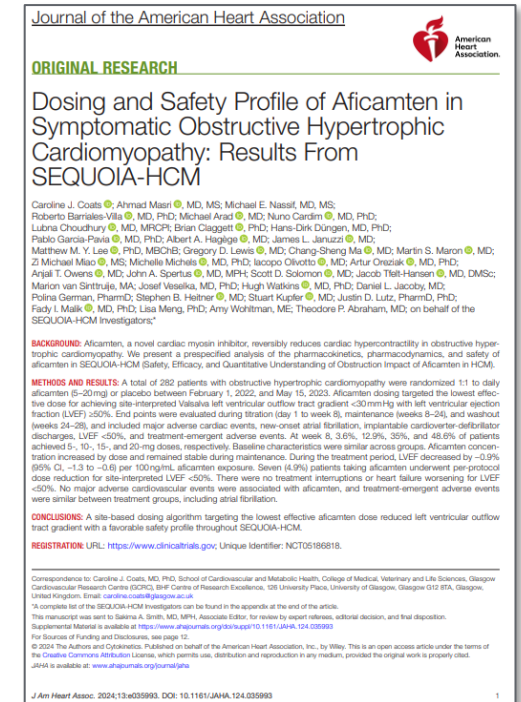 Journal of the American Heart Association
American
Heart
Association.
ORIGINAL RESEARCH
Dosing and Safety Profile of Aficamten in
Symptomatic Obstructive Hypertrophic
Cardiomyopathy: Results From
SEQUOIA-HCM
Caroline J. Coats, MD, PhD; Ahmad Masri, MD, MS; Michael E. Nassif, MD, MS;
Roberto Barriales-Villa, MD, PhD; Michael Arad, MD; Nuno Cardim, MD, PhD;
Lubna Choudhury, MD, MRCPI; Brian Claggett, PhD; Hans-Dirk Düngen, MD, PhD;
Pablo Garcia-Pavia, MD, PhD; Albert A. Hagège, MD; James L. Januzzi, MD;
Matthew M. Y. Lee, PhD, MBChB; Gregory D. Lewis, MD; Chang-Sheng Ma, MD; Martin S. Maron, MD;
Zi Michael Miao, MS; Michelle Michels, MD, PhD; Iacopo Olivotto, MD; Artur Oreziak, MD, PhD;
Anjali T. Owens, MD; John A. Spertus, MD, MPH; Scott D. Solomon, MD; Jacob Tfelt-Hansen, MD, DMSc;
Marion van Sinttruije, MA; Josef Veselka, MD, PhD; Hugh Watkins, MD, PhD; Daniel L. Jacoby, MD;
Polina German, PharmD; Stephen B. Heitner, MD; Stuart Kupfer, MD; Justin D. Lutz, PharmD, PhD;
Fady I. Malik, MD, PhD; Lisa Meng, PhD; Amy Wohltman, ME; Theodore P. Abraham, MD; on behalf of the
SEQUOIA-HCM Investigators;*
BACKGROUND: Aficamten, a novel cardiac myosin inhibitor, reversibly reduces cardiac hypercontractility in obstructive hyper-
trophic cardiomyopathy. We present a prespecified analysis of the pharmacokinetics, pharmacodynamics, and safety of
aficamten in SEQUOIA-HCM (Safety, Efficacy, and Quantitative Understanding of Obstruction Impact of Aficamten in HCM).
METHODS AND RESULTS: A total of 282 patients with obstructive hypertrophic cardiomyopathy were randomized 1:1 to daily
aficamten (5–20 mg) or placebo between February 1, 2022, and May 15, 2023. Aficamten dosing targeted the lowest effec-
tive dose for achieving site-interpreted Valsalva left ventricular outflow tract gradient <30 mm Hg with left ventricular ejection
fraction (LVEF) ≥50%. End points were evaluated during titration (day 1 to week 8), maintenance (weeks 8–24), and washout
(weeks 24–28), and included major adverse cardiac events, new-onset atrial fibrillation, implantable cardioverter-defibrillator
discharges, LVEF <50%, and treatment-emergent adverse events. At week 8, 3.6%, 12.9%, 35%, and 48.6% of patients
achieved 5-, 10-, 15-, and 20-mg doses, respectively. Baseline characteristics were similar across groups. Aficamten concen-
tration increased by dose and remained stable during maintenance. During the treatment period, LVEF decreased by −0.9%
(95% CI, −1.3 to −0.6) per 100 ng/mL aficamten exposure. Seven (4.9%) patients taking aficamten underwent per-protocol
dose reduction for site-interpreted LVEF <50%. There were no treatment interruptions or heart failure worsening for LVEF
<50%. No major adverse cardiovascular events were associated with aficamten, and treatment-emergent adverse events
were similar between treatment groups, including atrial fibrillation.
CONCLUSIONS: A site-based dosing algorithm targeting the lowest effective aficamten dose reduced left ventricular outflow
tract gradient with a favorable safety profile throughout SEQUOIA-HCM.
REGISTRATION: URL: https://www.clinicaltrials.gov; Unique Identifier: NCT05186818.
Correspondence to: Caroline J. Coats, MD, PhD, School of Cardiovascular and Metabolic Health, College of Medical, Veterinary and Life Sciences, Glasgow
Cardiovascular Research Centre (GCRC), BHF Centre of Research Excellence, 126 University Place, University of Glasgow, Glasgow G12 8TA, Glasgow,
United Kingdom. Email: caroline.coats@glasgow.ac.uk
*A complete list of the SEQUOIA-HCM Investigators can be found in the appendix at the end of the article.
This manuscript was sent to Sakima A. Smith, MD, MPH, Associate Editor, for review by expert referees, editorial decision, and final disposition.
Supplemental Material is available at https://www.ahajournals.org/doi/suppl/10.1161/JAHA.124.035993
For Sources of Funding and Disclosures, see page 12.
© 2024 The Authors and Cytokinetics. Published on behalf of the American Heart Association, Inc., by Wiley. This is an open access article under the terms of
the Creative Commons Attribution License, which permits use, distribution and reproduction in any medium, provided the original work is properly cited.
JAHA is available at: www.ahajournals.org/journal/jaha
J Am Heart Assoc. 2024;13:e035993. DOI: 10.1161/JAHA.124.035993
1